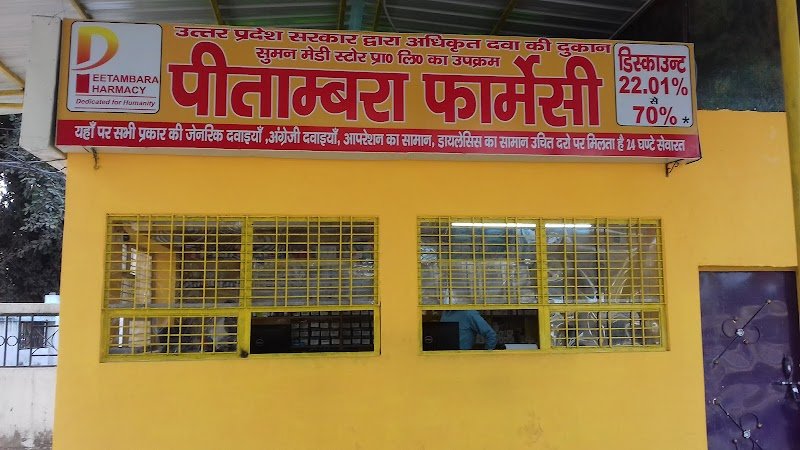 उत्तर प्रदेश सरकार द्वारा अधिकृत दवा की दुकान
सुमन मेडी स्टोर प्रा० लि० का उपक्रम
PEETAMBARA
PHARMACY
Dedicated for Humanity
पीताम्बरा फार्मेसी
डिस्काउन्ट
22.01%
से
70% *
यहाँ पर सभी प्रकार की जेनरिक दवाइयाँ ,अंग्रेजी दवाइयाँ, आपरेशन का सामान, डायलेसिस का सामान उचित दरो पर मिलता है 24 घण्टे सेवारत